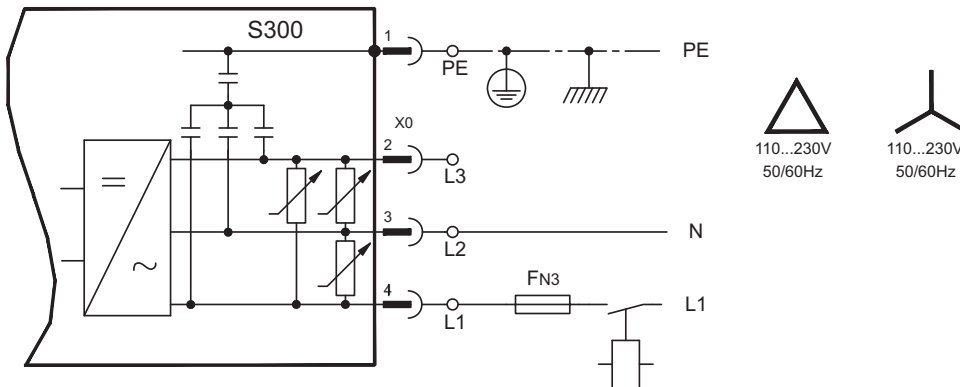 S300
1
PE
PE
X0
2
L3
3
L2
N
4
L1
FN3
L1
110...230V
50/60Hz
110...230V
50/60Hz